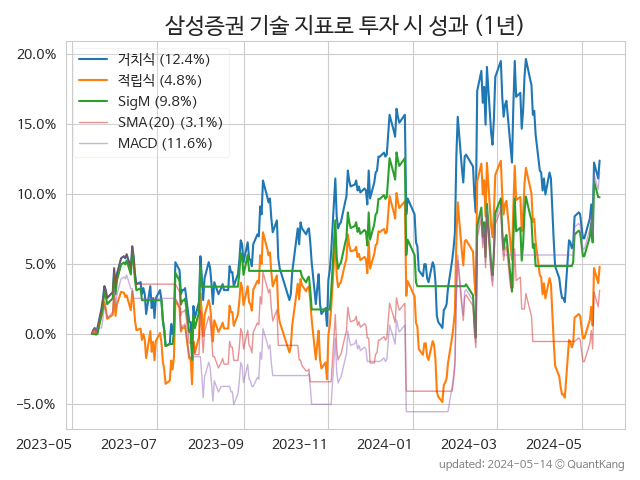 삼성증권 기술 지표로 투자 시 성과 (1년)
20.0%
15.0%
10.0%
5.0%
0.0%
−5.0%
거치식 (12.4%)
적립식 (4.8%)
SigM (9.8%)
SMA(20) (3.1%)
MACD (11.6%)
2023-05 2023-07 2023-09 2023-11 2024-01 2024-03 2024-05
updated: 2024-05-14 ⓒ QuantKang